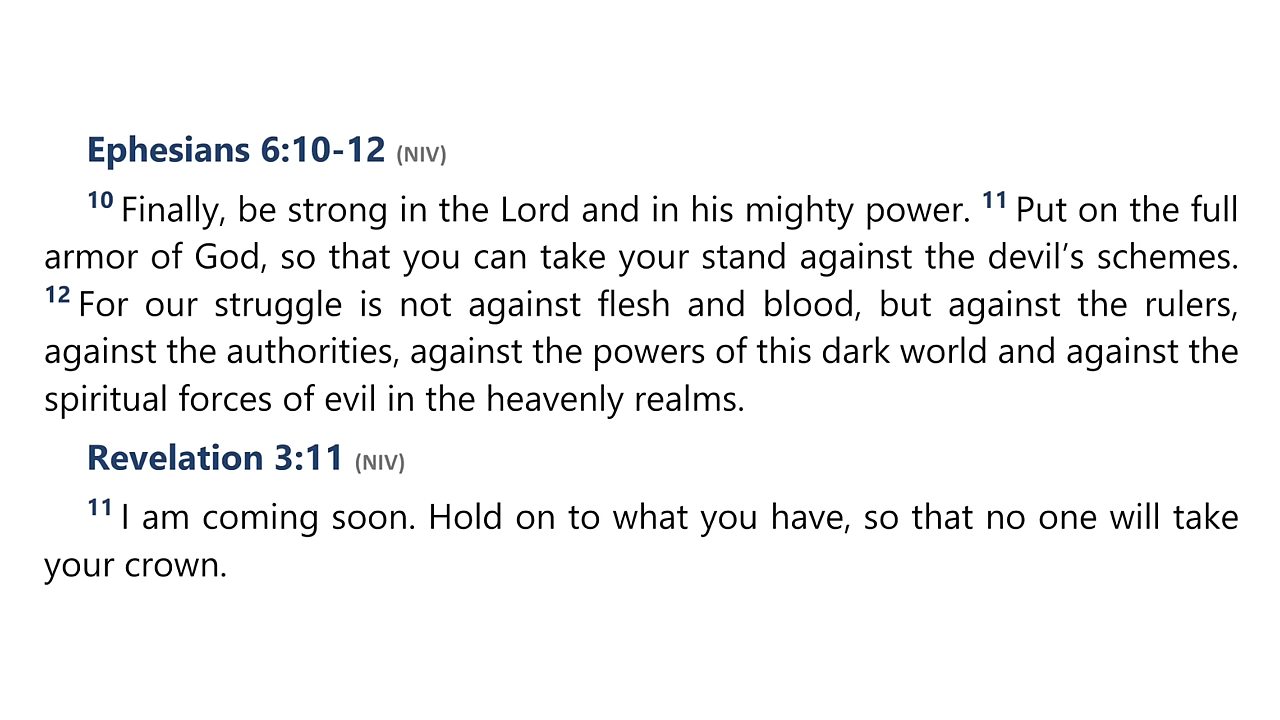 Ephesians 6:10-12 (NIV)
10 Finally, be strong in the Lord and in his mighty power. 11 Put on the full
armor of God, so that you can take your stand against the devil’s schemes.
12 For our struggle is not against flesh and blood, but against the rulers,
against the authorities, against the powers of this dark world and against the
spiritual forces of evil in the heavenly realms.
Revelation 3:11 (NIV)
11 I am coming soon. Hold on to what you have, so that no one will take
your crown.